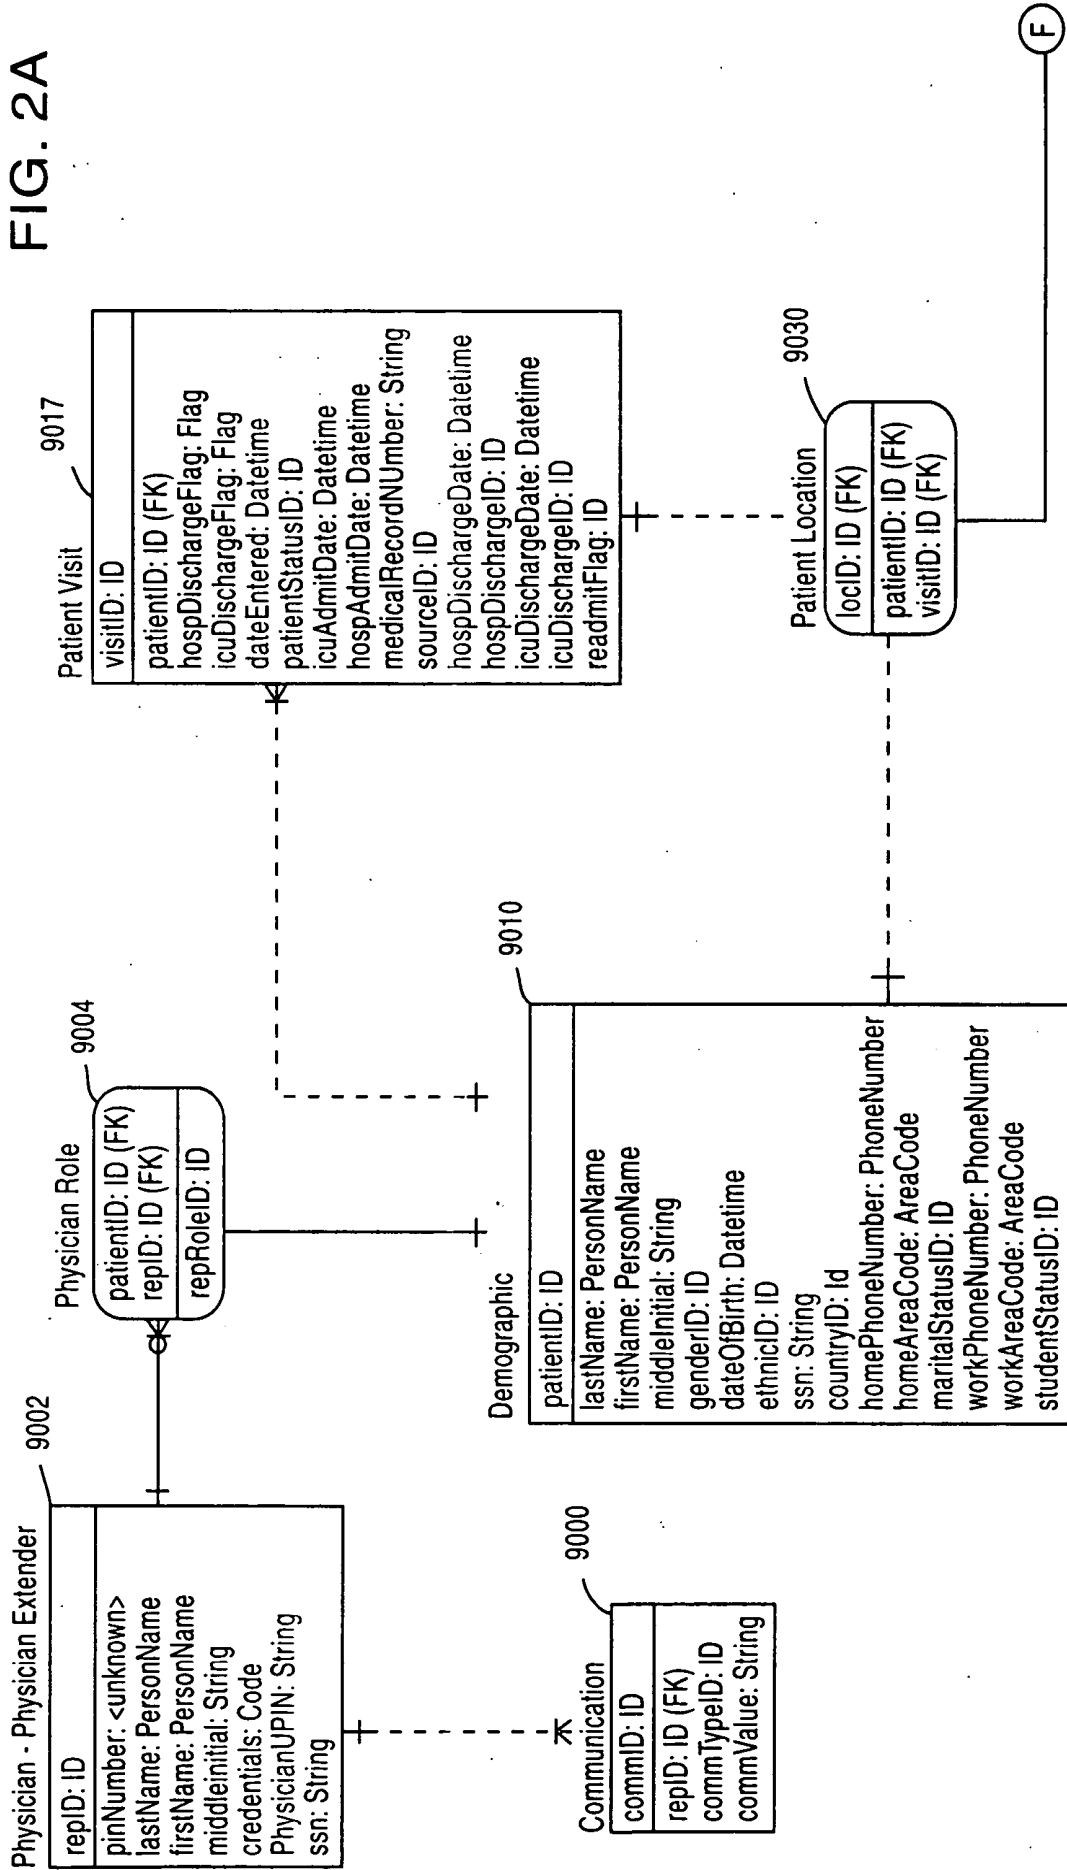 FIG. 2A
Physician - Physician Extender
9002
repID: ID
pinNumber: <unknown>
lastName: PersonName
firstName: PersonName
middleinitial: String
credentials: Code
PhysicianUPIN: String
ssn: String
Physician Role
9004
patientID: ID (FK)
repID: ID (FK)
repRoleID: ID
Patient Visit
9017
visitID: ID
patientID: ID (FK)
hospDischargeFlag: Flag
icuDischargeFlag: Flag
dateEntered: Datetime
patientStatusID: ID
icuAdmitDate: Datetime
hospAdmitDate: Datetime
medicalRecordNUmber: String
sourceID: ID
hospDischargeDate: Datetime
hospDischargeID: ID
icuDischargeDate: Datetime
icuDischargeID: ID
readmitFlag: ID
Communication
9000
commID: ID
repID: ID (FK)
commTypeID: ID
commValue: String
Demographic
9010
patientID: ID
lastName: PersonName
firstName: PersonName
middleInitial: String
genderID: ID
dateOfBirth: Datetime
ethnicID: ID
ssn: String
countryID: Id
homePhoneNumber: PhoneNumber
homeAreaCode: AreaCode
maritalStatusID: ID
workPhoneNumber: PhoneNumber
workAreaCode: AreaCode
studentStatusID: ID
Patient Location
9030
locID: ID (FK)
patientID: ID (FK)
visitID: ID (FK)
F